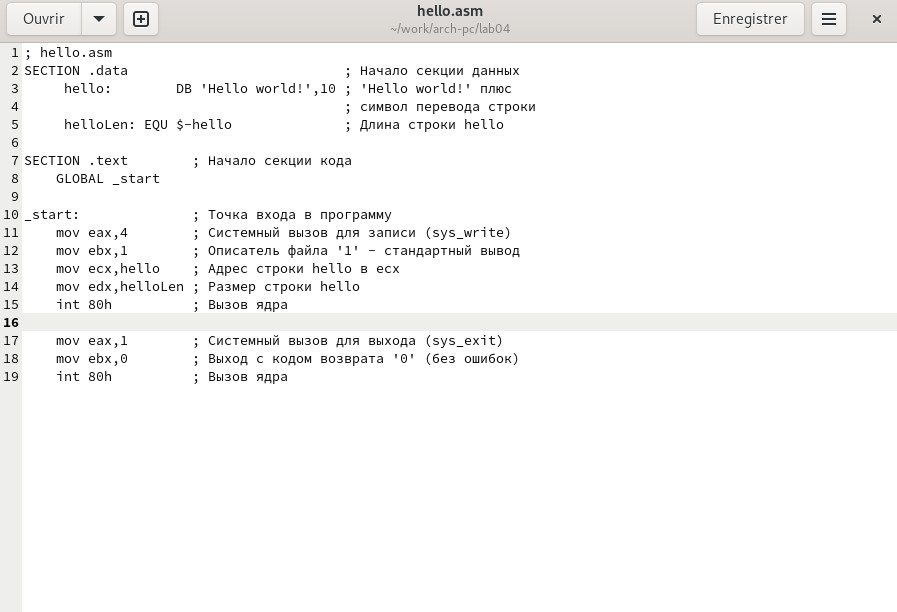 Ouvrir
hello.asm
~/work/arch-pc/lab04
Enregistrer
1 ; hello.asm
2 SECTION .data                           ; Начало секции данных
3      hello:        DB 'Hello world!',10 ; 'Hello world!' плюс
4                                         ; символ перевода строки
5      helloLen: EQU $-hello              ; Длина строки hello
6
7 SECTION .text        ; Начало секции кода
8     GLOBAL _start
9
10 _start:              ; Точка входа в программу
11     mov eax,4        ; Системный вызов для записи (sys_write)
12     mov ebx,1        ; Описатель файла '1' - стандартный вывод
13     mov ecx,hello    ; Адрес строки hello в ecx
14     mov edx,helloLen ; Размер строки hello
15     int 80h          ; Вызов ядра
16
17     mov eax,1        ; Системный вызов для выхода (sys_exit)
18     mov ebx,0        ; Выход с кодом возврата '0' (без ошибок)
19     int 80h          ; Вызов ядра